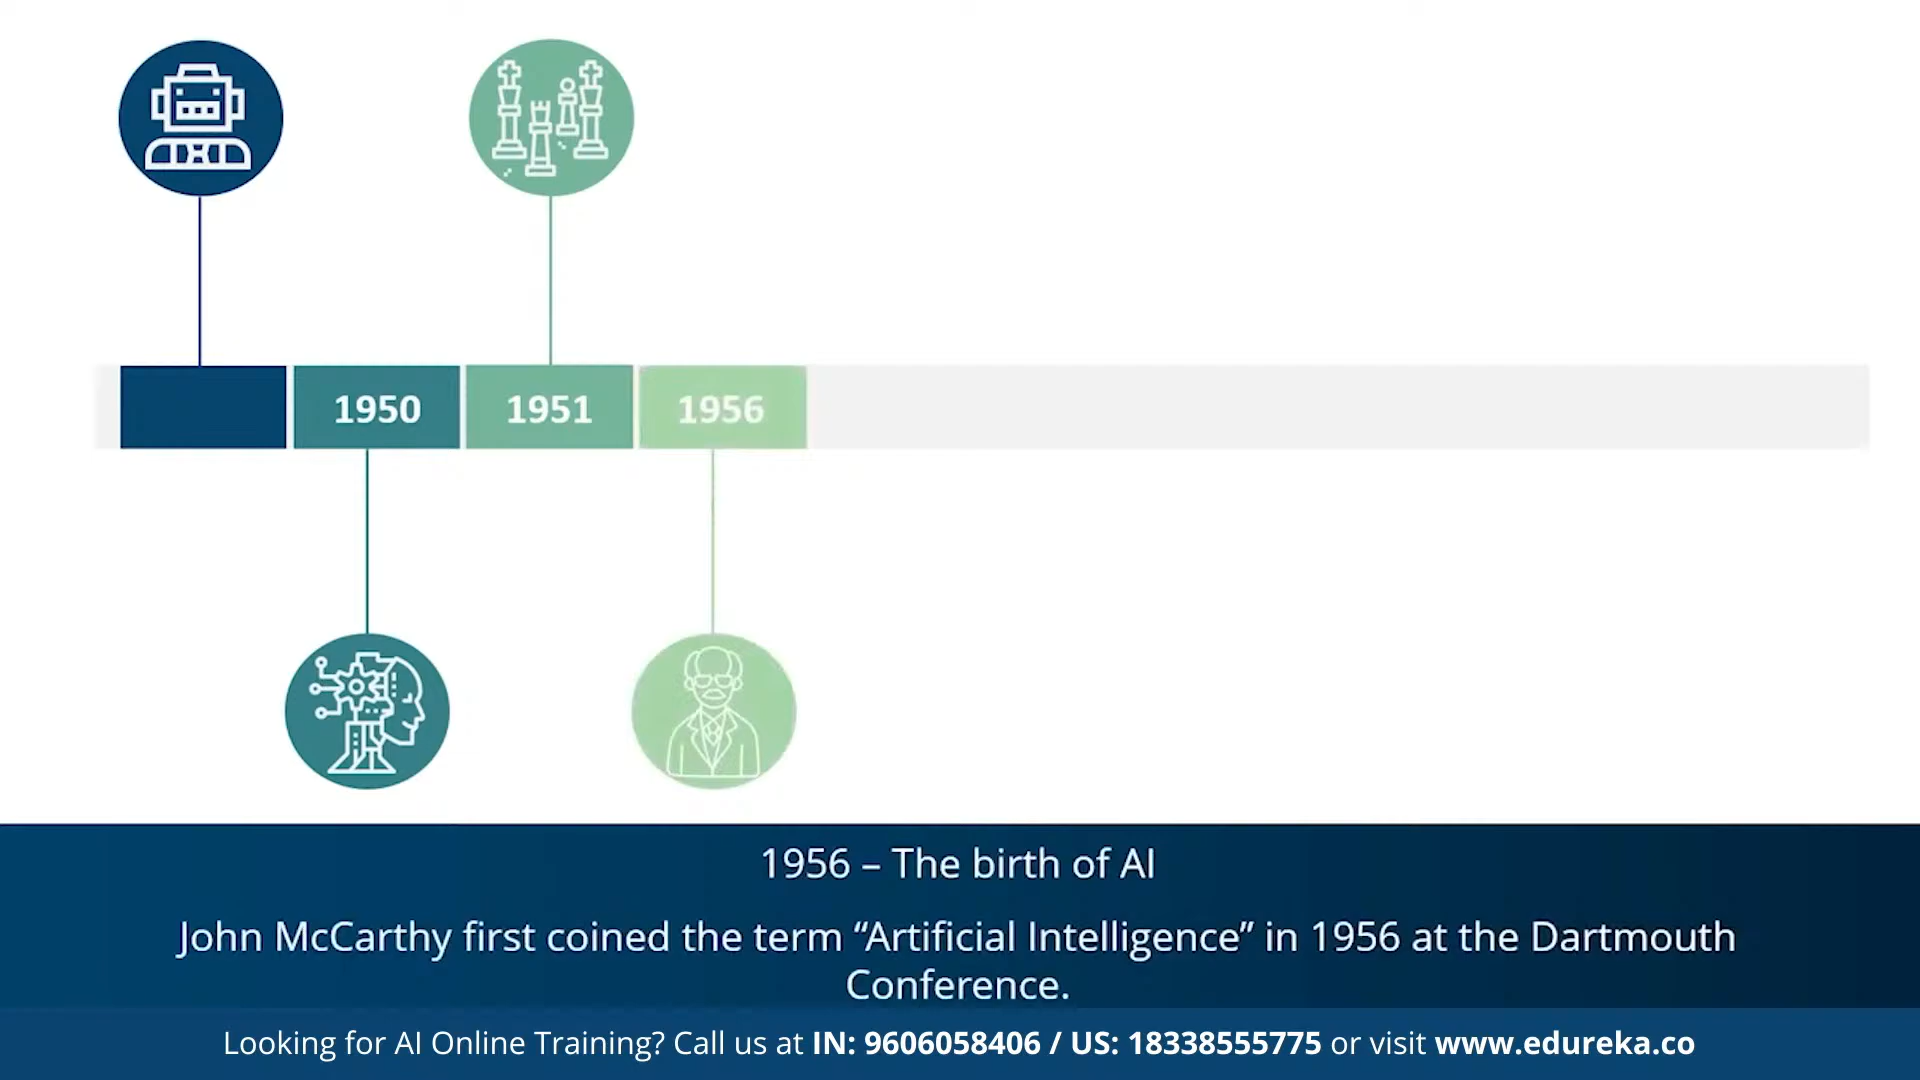 1950
1951
1956
1956 – The birth of AI
John McCarthy first coined the term “Artificial Intelligence” in 1956 at the Dartmouth
Conference.
Looking for AI Online Training? Call us at IN: 9606058406 / US: 18338555775 or visit www.edureka.co